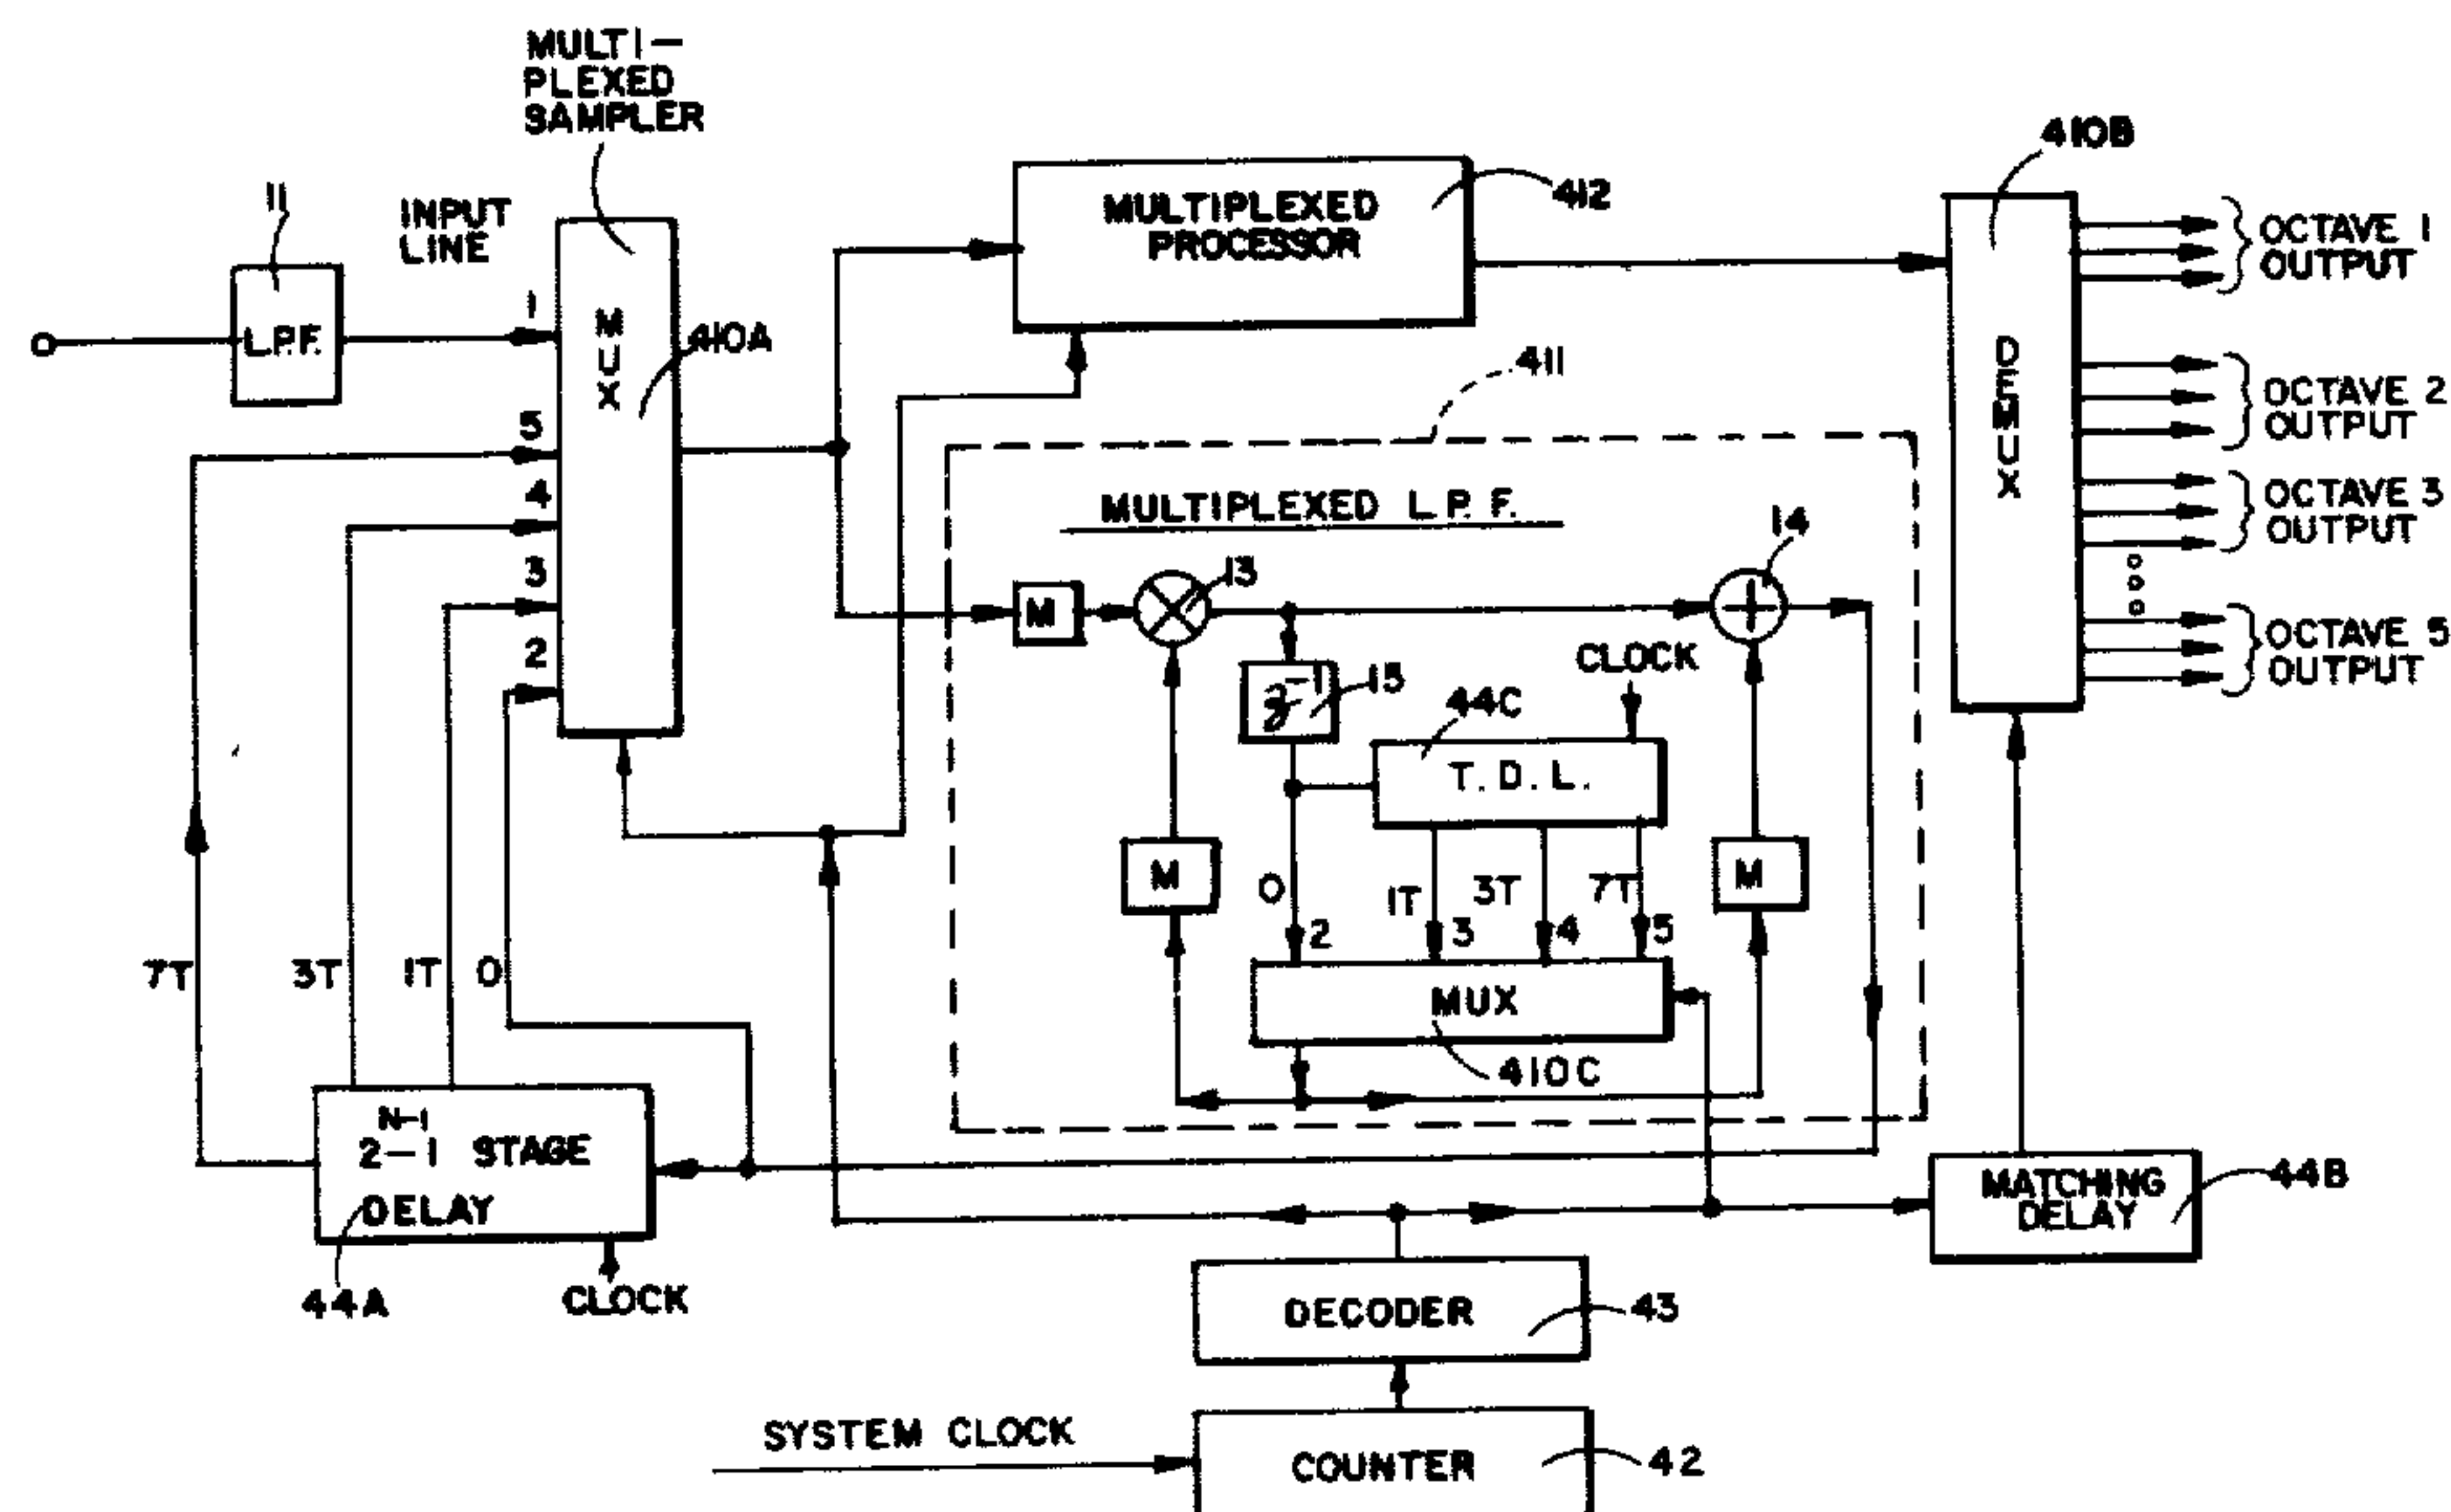 MULTI-
PLEXED
SAMPLER
11
INPUT
LINE
L.P.F.
1
5
4
3
2
MUX
410A
MULTIPLEXED
PROCESSOR
412
411
MULTIPLEXED L.P.F.
M
13
14
15
44C
CLOCK
T.D.L.
M
M
0
1T
3T
7T
2
3
4
5
MUX
410C
410B
DEMUX
OCTAVE 1
OUTPUT
OCTAVE 2
OUTPUT
OCTAVE 3
OUTPUT
OCTAVE 5
OUTPUT
7T
3T
1T
0
N-1
2-1 STAGE
DELAY
44A
CLOCK
MATCHING
DELAY
44B
DECODER
43
SYSTEM CLOCK
COUNTER
42